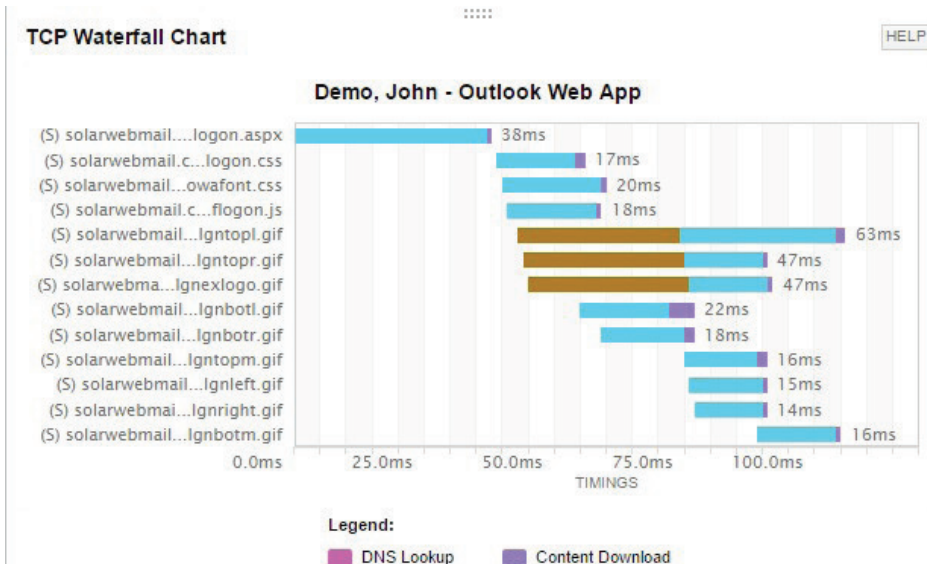 TCP Waterfall Chart
HELP
Demo, John - Outlook Web App
(S) solarwebmail....logon.aspx 38ms
(S) solarwebmail.c...logon.css 17ms
(S) solarwebmail...owafont.css 20ms
(S) solarwebmail.c...flogon.js 18ms
(S) solarwebmail...lgntopl.gif 63ms
(S) solarwebmail...lgntopr.gif 47ms
(S) solarwebma...lgnexlogo.gif 47ms
(S) solarwebmail...lgnbotl.gif 22ms
(S) solarwebmail...lgnbotr.gif 18ms
(S) solarwebmail...lgntopm.gif 16ms
(S) solarwebmail...lgnleft.gif 15ms
(S) solarwebmai...lgnright.gif 14ms
(S) solarwebmail...lgnbotm.gif 16ms
0.0ms 25.0ms 50.0ms 75.0ms 100.0ms
TIMINGS
Legend:
DNS Lookup Content Download